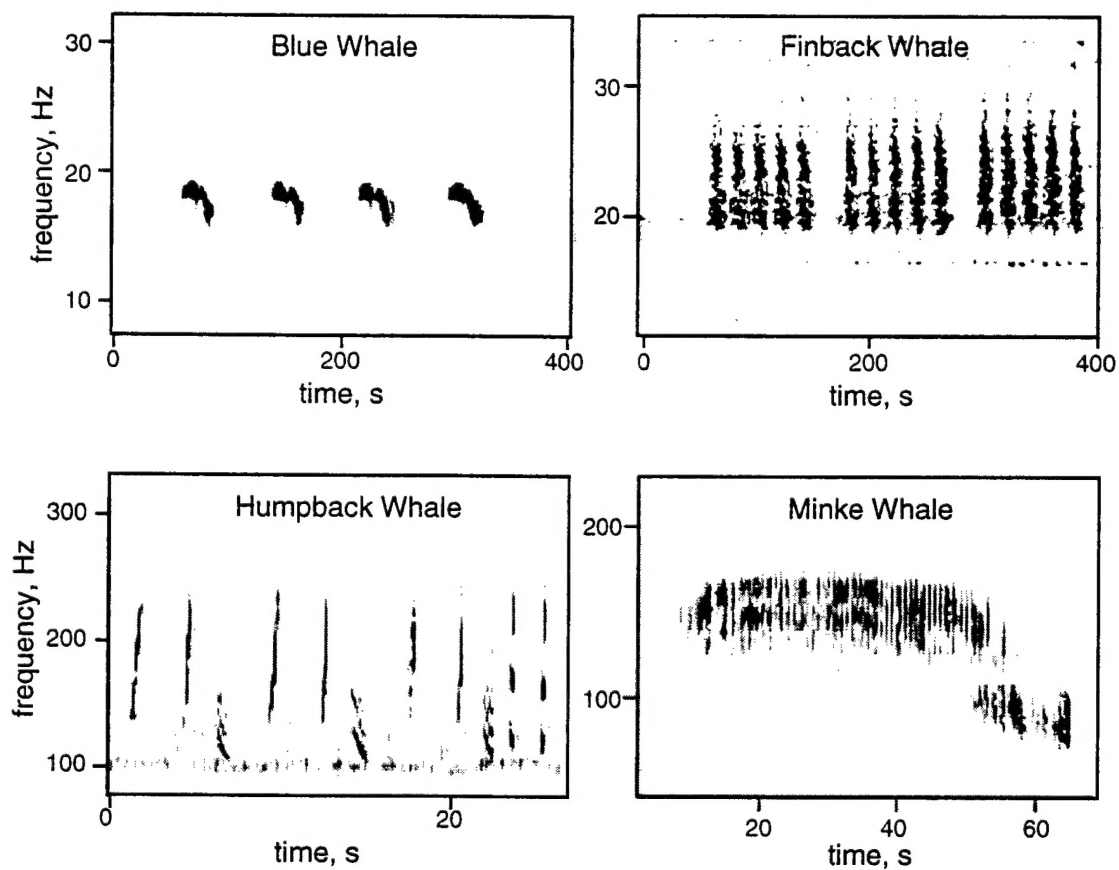 Blue Whale
frequency, Hz
30
20
10
0
200
400
time, s
Finback Whale
30
20
0
200
400
time, s
Humpback Whale
frequency, Hz
300
200
100
0
20
time, s
Minke Whale
200
100
20
40
60
time, s